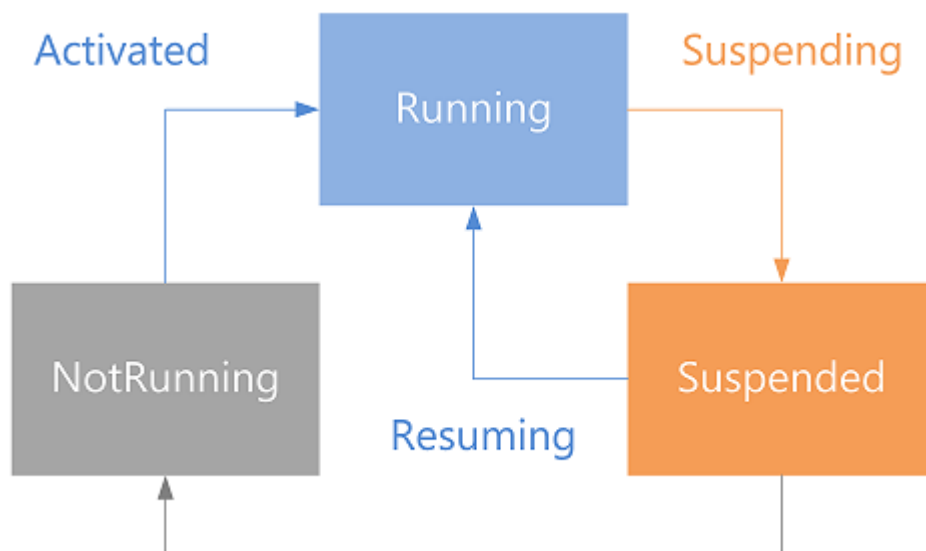 Activated
Suspending
Running
NotRunning
Suspended
Resuming